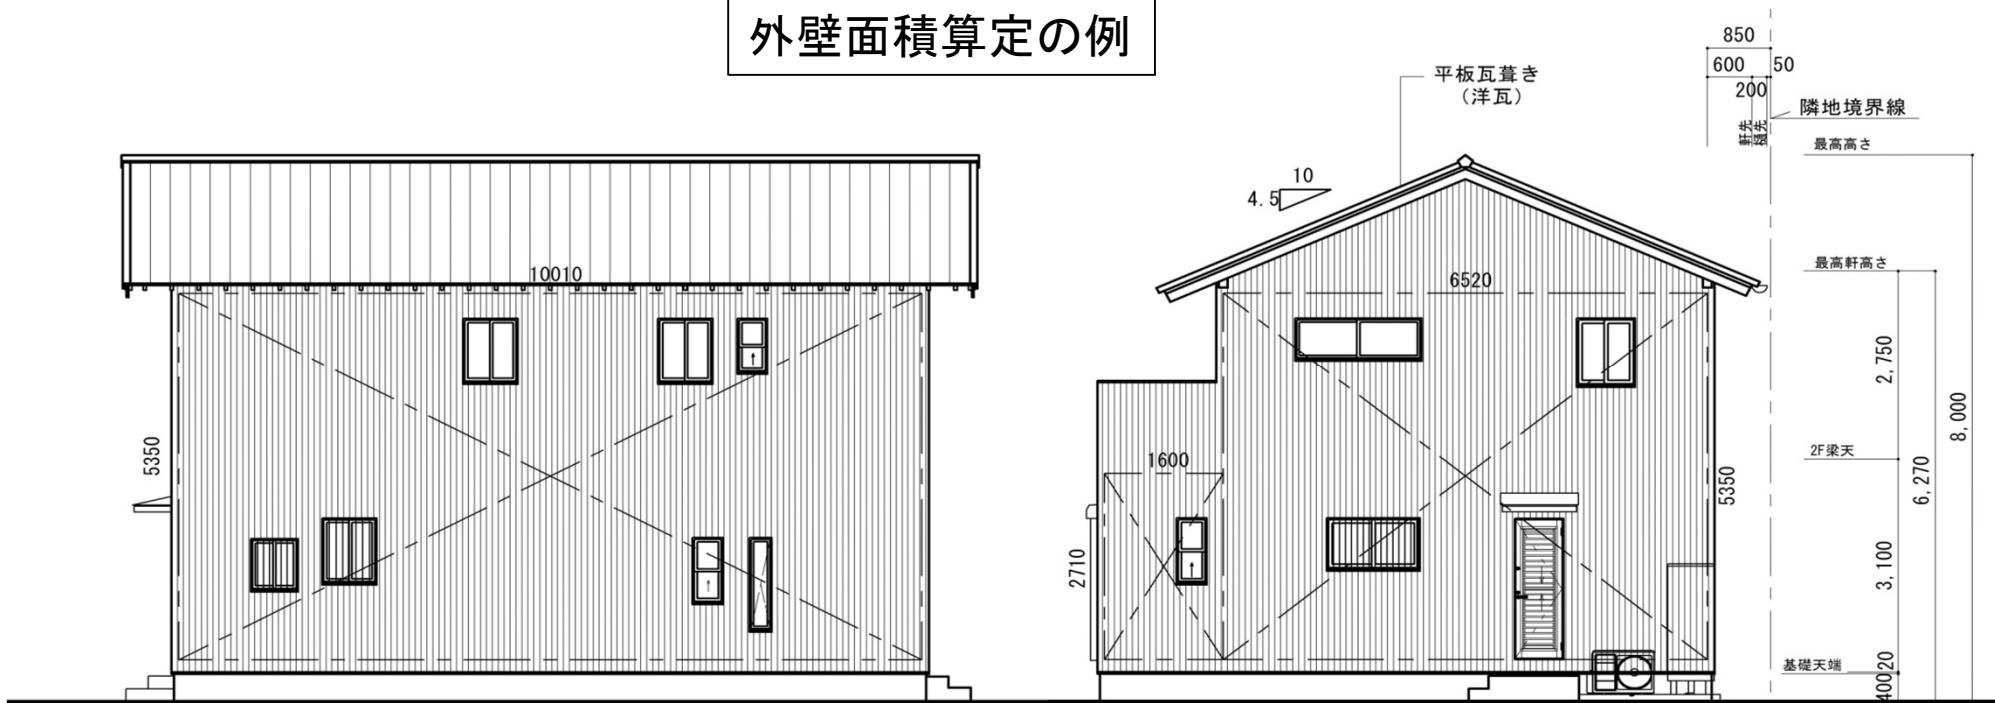 外壁面積算定の例
850
600 50
200
軒先
樋先
隣地境界線
平板瓦葺き
(洋瓦)
最高高さ
10
4.5
最高軒高さ
10010
6520
2,750
8,000
5350
2F梁天
1600
5350
6,270
2710
3,100
基礎天端
20
400